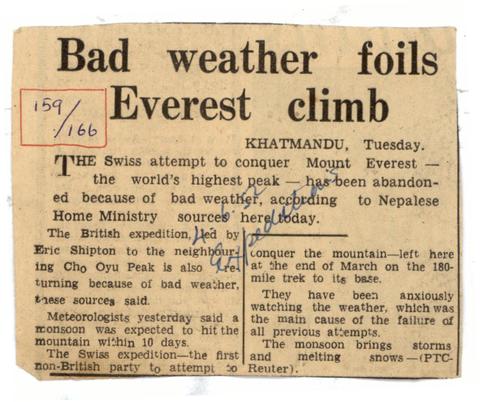 Bad weather foils
Everest climb
159
/166
KHATMANDU, Tuesday.
THE Swiss attempt to conquer Mount Everest —
the world's highest peak — has been abandon-
ed because of bad weather, according to Nepalese
Home Ministry sources here today.
Expeditions
The British expedition, led by
Eric Shipton to the neighbour-
ing Cho Oyu Peak is also re-
turning because of bad weather,
these sources said.
Meteorologists yesterday said a
monsoon was expected to hit the
mountain within 10 days.
The Swiss expedition—the first
non-British party to attempt to
conquer the mountain—left here
at the end of March on the 180-
mile trek to its base.
They have been anxiously
watching the weather, which was
the main cause of the failure of
all previous attempts.
The monsoon brings storms
and melting snows—(PTC-
Reuter).